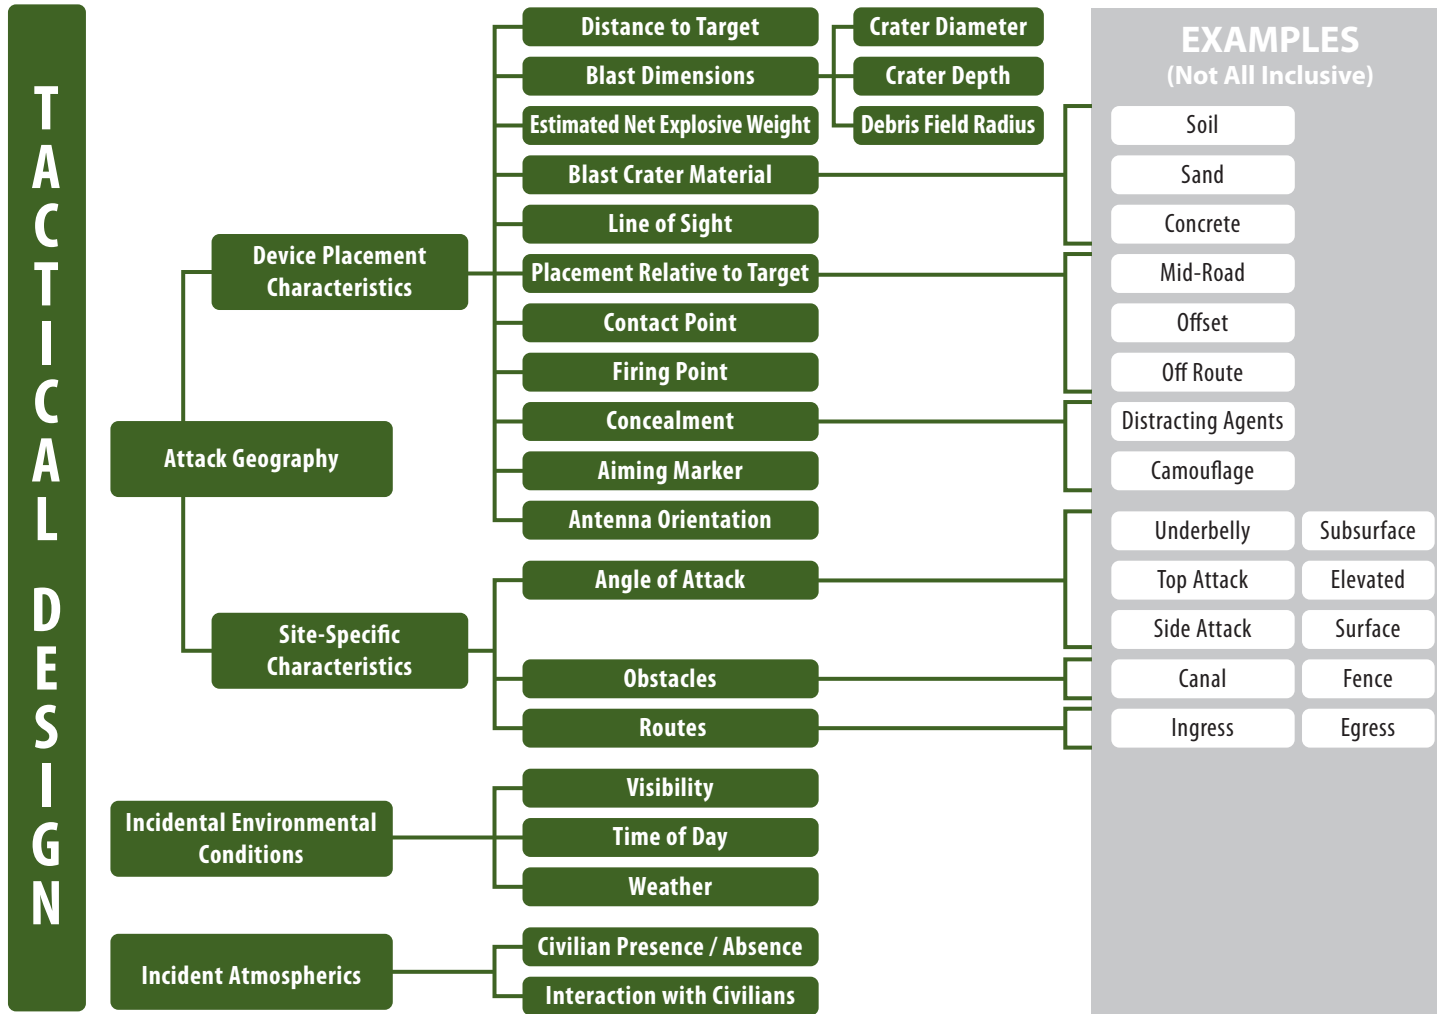 TACTICAL DESIGN
Attack Geography
Device Placement
Characteristics
Distance to Target
Blast Dimensions
Crater Diameter
Crater Depth
Debris Field Radius
Estimated Net Explosive Weight
Blast Crater Material
Line of Sight
Placement Relative to Target
Contact Point
Firing Point
Concealment
Aiming Marker
Antenna Orientation
Site-Specific
Characteristics
Angle of Attack
Obstacles
Routes
Incidental Environmental
Conditions
Visibility
Time of Day
Weather
Incident Atmospherics
Civilian Presence / Absence
Interaction with Civilians
EXAMPLES
(Not All Inclusive)
Soil
Sand
Concrete
Mid-Road
Offset
Off Route
Distracting Agents
Camouflage
Underbelly
Subsurface
Top Attack
Elevated
Side Attack
Surface
Canal
Fence
Ingress
Egress